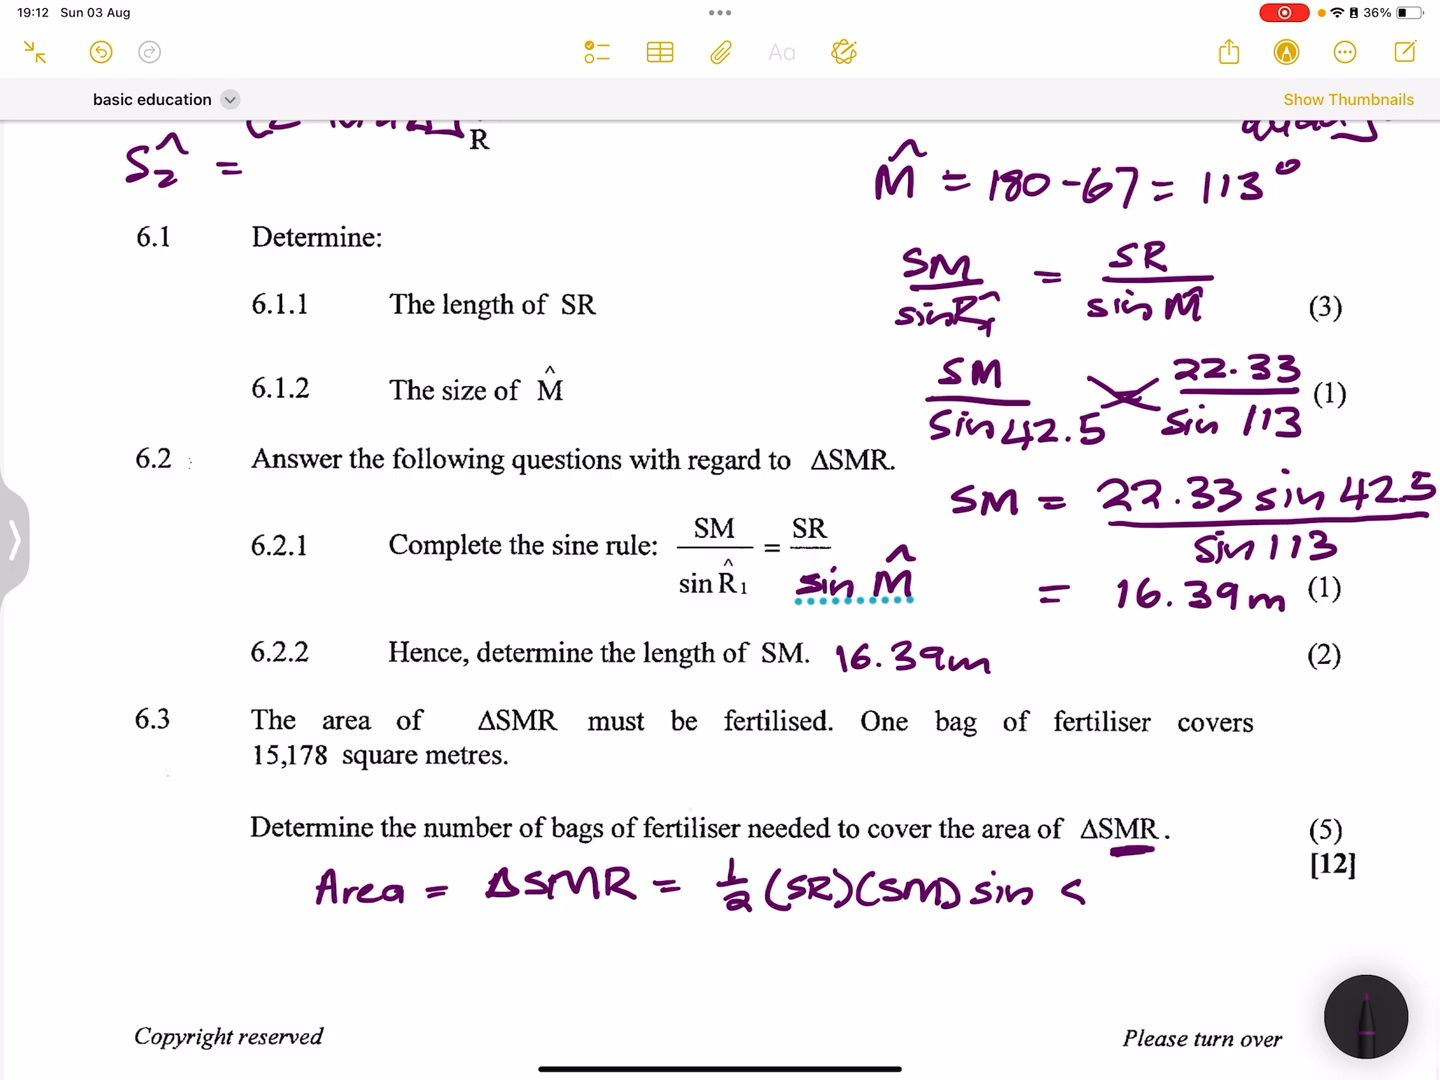 19:12 Sun 03 Aug
36%
Aa
basic education
Show Thumbnails
R
Ŝ₂ =
M̂ = 180 - 67 = 113°
6.1 Determine:
SM / sin R̂₁ = SR / sin M̂
6.1.1 The length of SR (3)
SM / sin 42.5 22.33 / sin 113
6.1.2 The size of M̂ (1)
6.2 Answer the following questions with regard to ΔSMR.
SM = 22.33 sin 42.5 / sin 113
6.2.1 Complete the sine rule: SM / sin R̂₁ = SR / sin M̂
= 16.39m (1)
6.2.2 Hence, determine the length of SM. 16.39m (2)
6.3 The area of ΔSMR must be fertilised. One bag of fertiliser covers
15,178 square metres.
Determine the number of bags of fertiliser needed to cover the area of ΔSMR. (5)
[12]
Area = ΔSMR = ½ (SR)(SM) sin
Copyright reserved Please turn over